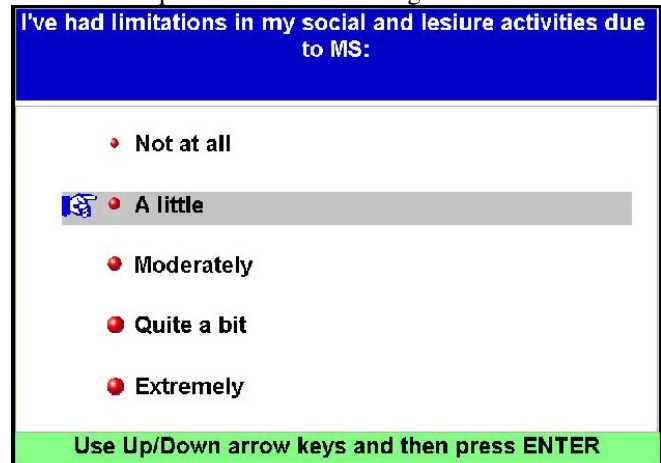 I've had limitations in my social and lesiure activities due
to MS:
Not at all
A little
Moderately
Quite a bit
Extremely
Use Up/Down arrow keys and then press ENTER